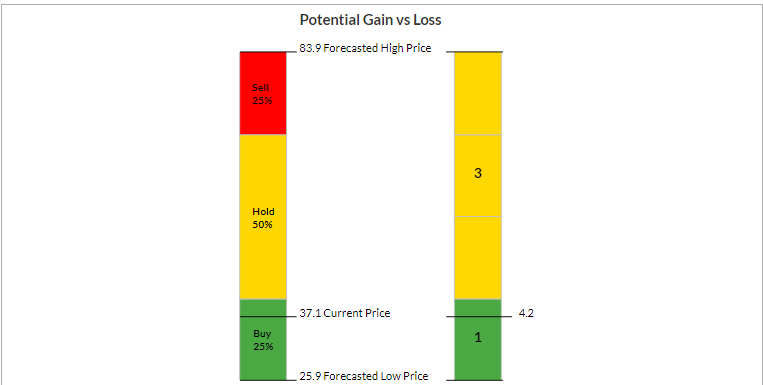 Potential Gain vs Loss
83.9 Forecasted High Price
Sell
25%
3
Hold
50%
37.1 Current Price
4.2
Buy
25%
1
25.9 Forecasted Low Price